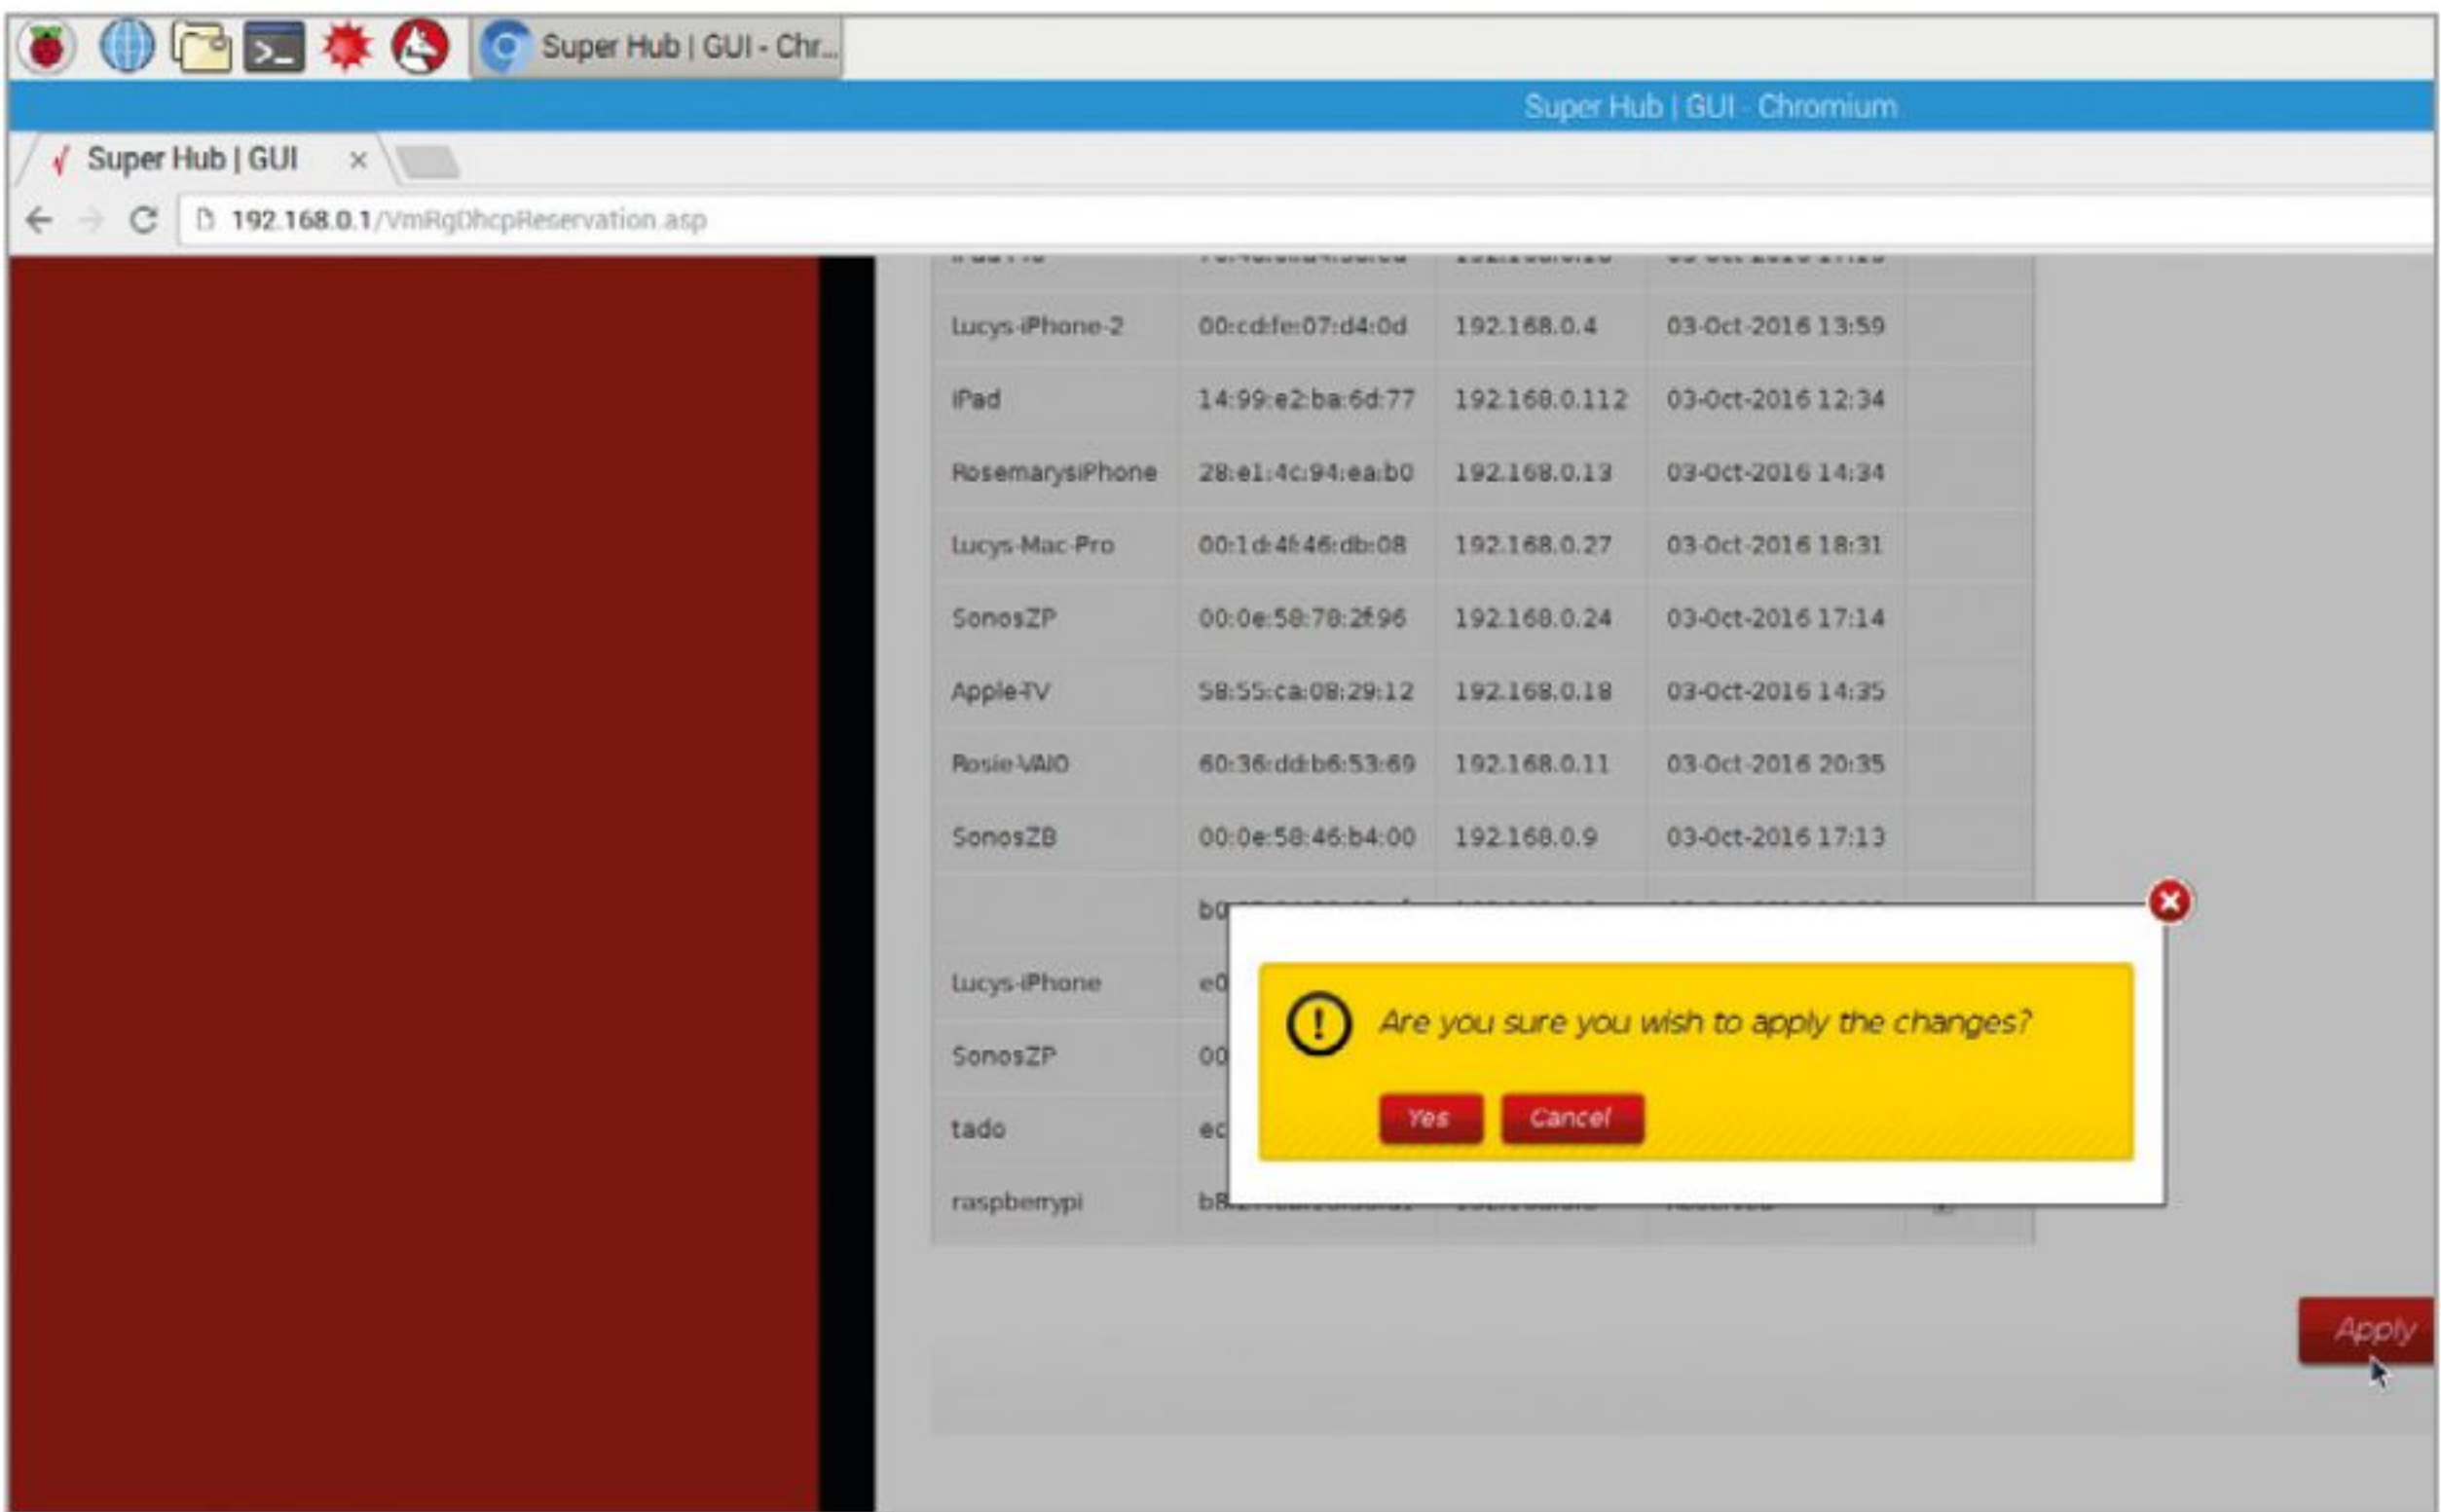 Super Hub | GUI - Chr...
Super Hub | GUI - Chromium
Super Hub | GUI
192.168.0.1/VmRgDhcpReservation.asp
Lucys-iPhone-2 00:cd:fe:07:d4:0d 192.168.0.4 03-Oct-2016 13:59
iPad 14:99:e2:ba:6d:77 192.168.0.112 03-Oct-2016 12:34
RosemarysiPhone 28:e1:4c:94:ea:b0 192.168.0.13 03-Oct-2016 14:34
Lucys-Mac-Pro 00:1d:4f:46:db:08 192.168.0.27 03-Oct-2016 18:31
SonosZP 00:0e:58:78:2f:96 192.168.0.24 03-Oct-2016 17:14
Apple-TV 58:55:ca:08:29:12 192.168.0.18 03-Oct-2016 14:35
Rosie-VAIO 60:36:dd:b6:53:69 192.168.0.11 03-Oct-2016 20:35
SonosZB 00:0e:58:46:b4:00 192.168.0.9 03-Oct-2016 17:13
b0
Lucys-iPhone e0
SonosZP 00
tado ec
raspberrypi b8
Are you sure you wish to apply the changes?
Yes Cancel
Apply